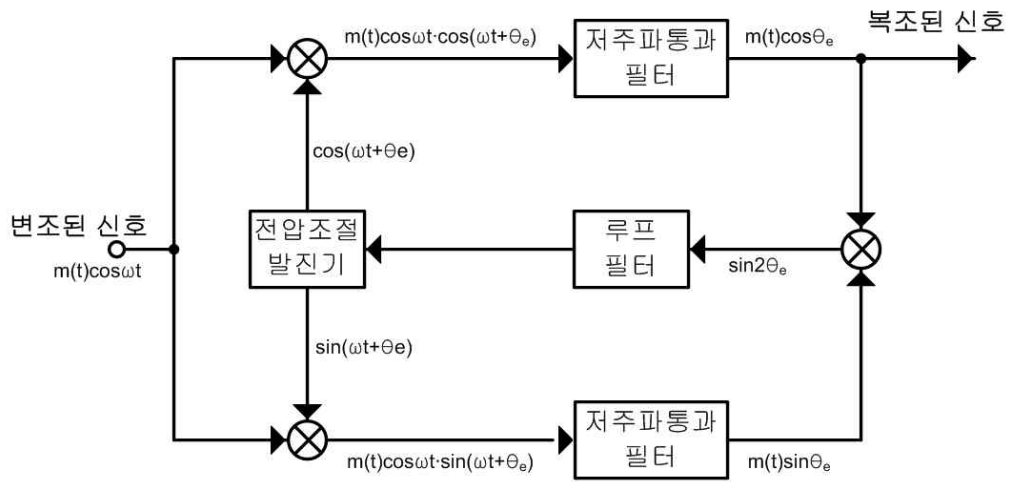 복조된 신호
m(t)cosωt·cos(ωt+θₑ)
저주파통과
필터
m(t)cosθₑ
cos(ωt+θe)
변조된 신호
m(t)cosωt
전압조절
발진기
루프
필터
sin2θₑ
sin(ωt+θe)
m(t)cosωt·sin(ωt+θₑ)
저주파통과
필터
m(t)sinθₑ